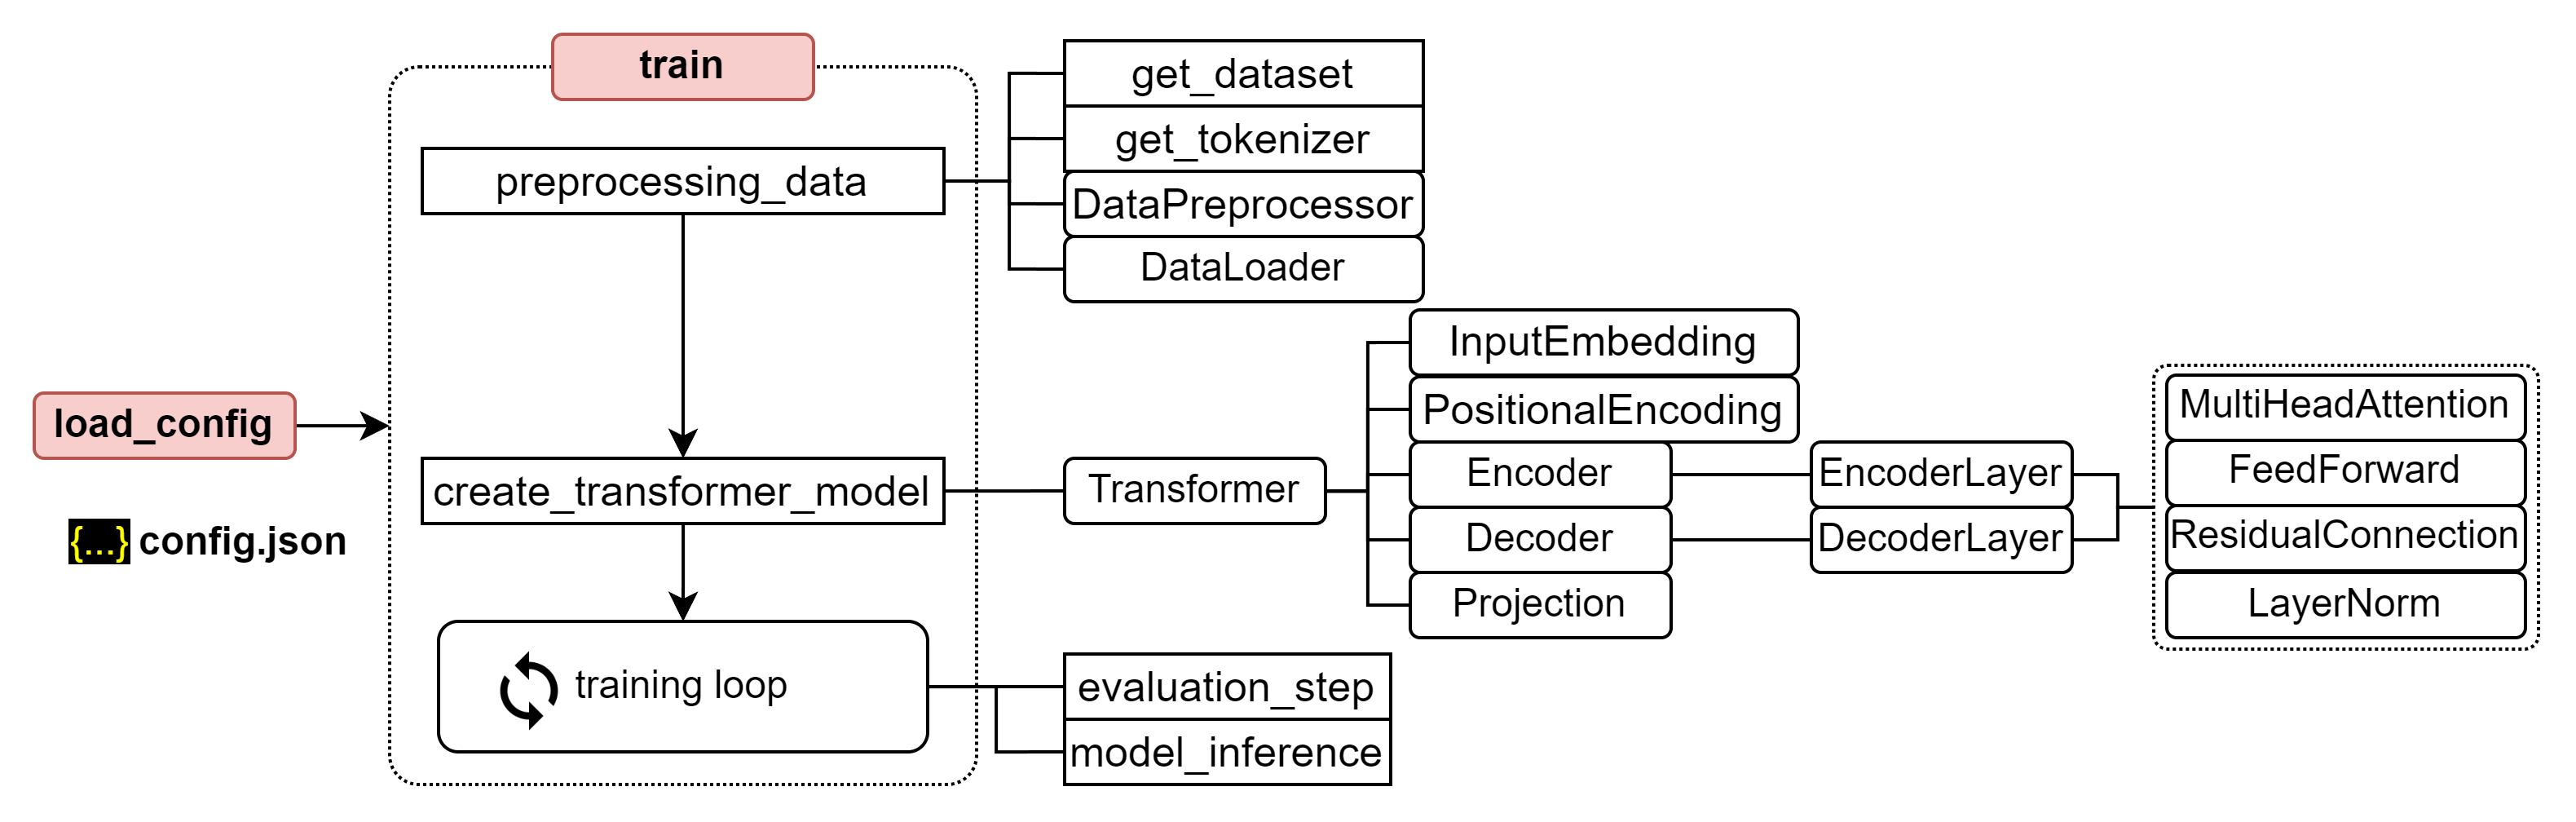 train
preprocessing_data
get_dataset
get_tokenizer
DataPreprocessor
DataLoader
load_config
{...} config.json
create_transformer_model
Transformer
InputEmbedding
PositionalEncoding
Encoder
Decoder
Projection
EncoderLayer
DecoderLayer
MultiHeadAttention
FeedForward
ResidualConnection
LayerNorm
training loop
evaluation_step
model_inference